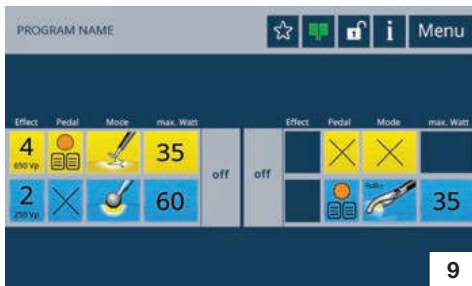 PROGRAM NAME
i
Menu
Effect Pedal Mode max. Watt
4
650 Vp
35
2
250 Vp
60
off
off
Effect Pedal Mode max. Watt
35
9